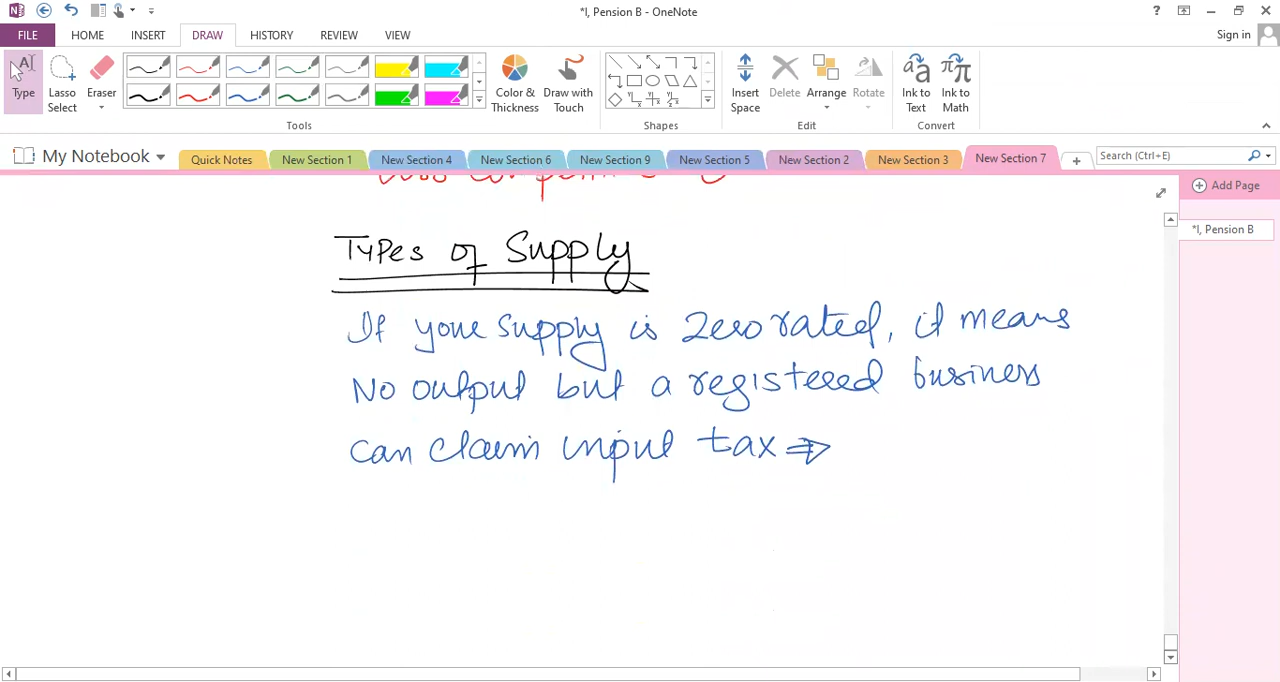 *I, Pension B - OneNote
?
FILE HOME INSERT DRAW HISTORY REVIEW VIEW
Sign in
Type
Lasso Select
Eraser
Color & Thickness
Draw with Touch
Insert Space
Delete
Arrange
Rotate
Ink to Text
Ink to Math
Tools
Shapes
Edit
Convert
My Notebook
Quick Notes
New Section 1
New Section 4
New Section 6
New Section 9
New Section 5
New Section 2
New Section 3
New Section 7
Search (Ctrl+E)
Add Page
*I, Pension B
Types of Supply
If your supply is Zero rated, it means
No output but a registered business
can claim input tax ⇒